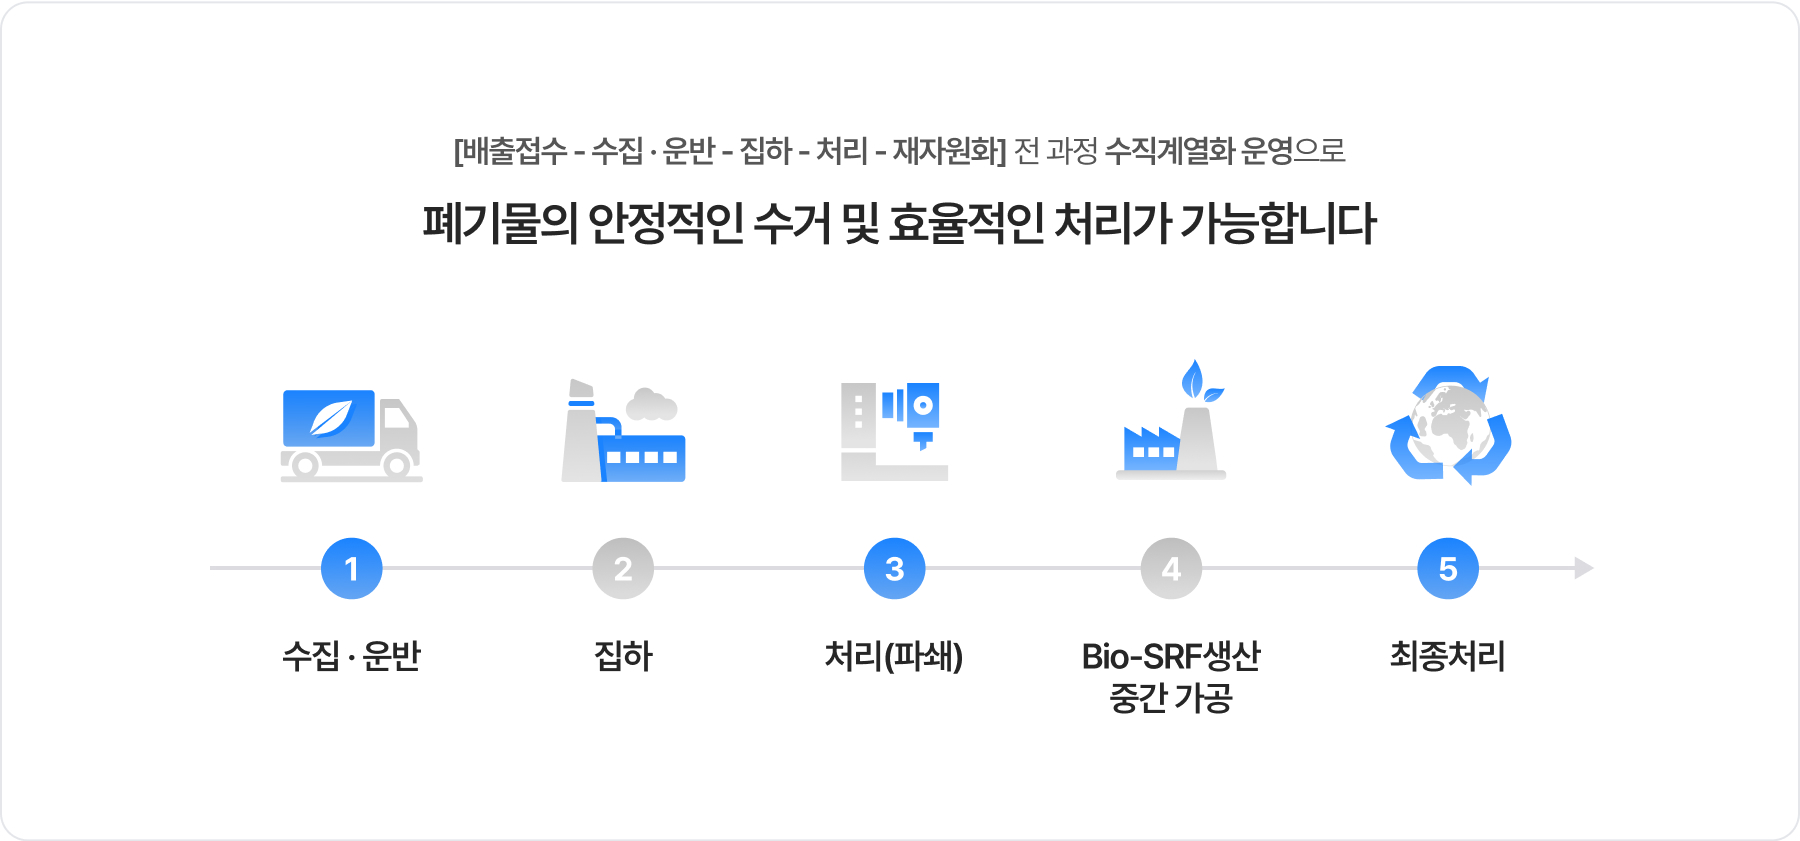 [배출접수 - 수집 · 운반 - 집하 - 처리 - 재자원화] 전 과정 수직계열화 운영으로
폐기물의 안정적인 수거 및 효율적인 처리가 가능합니다
1
2
3
4
5
수집 · 운반
집하
처리(파쇄)
Bio-SRF생산
중간 가공
최종처리